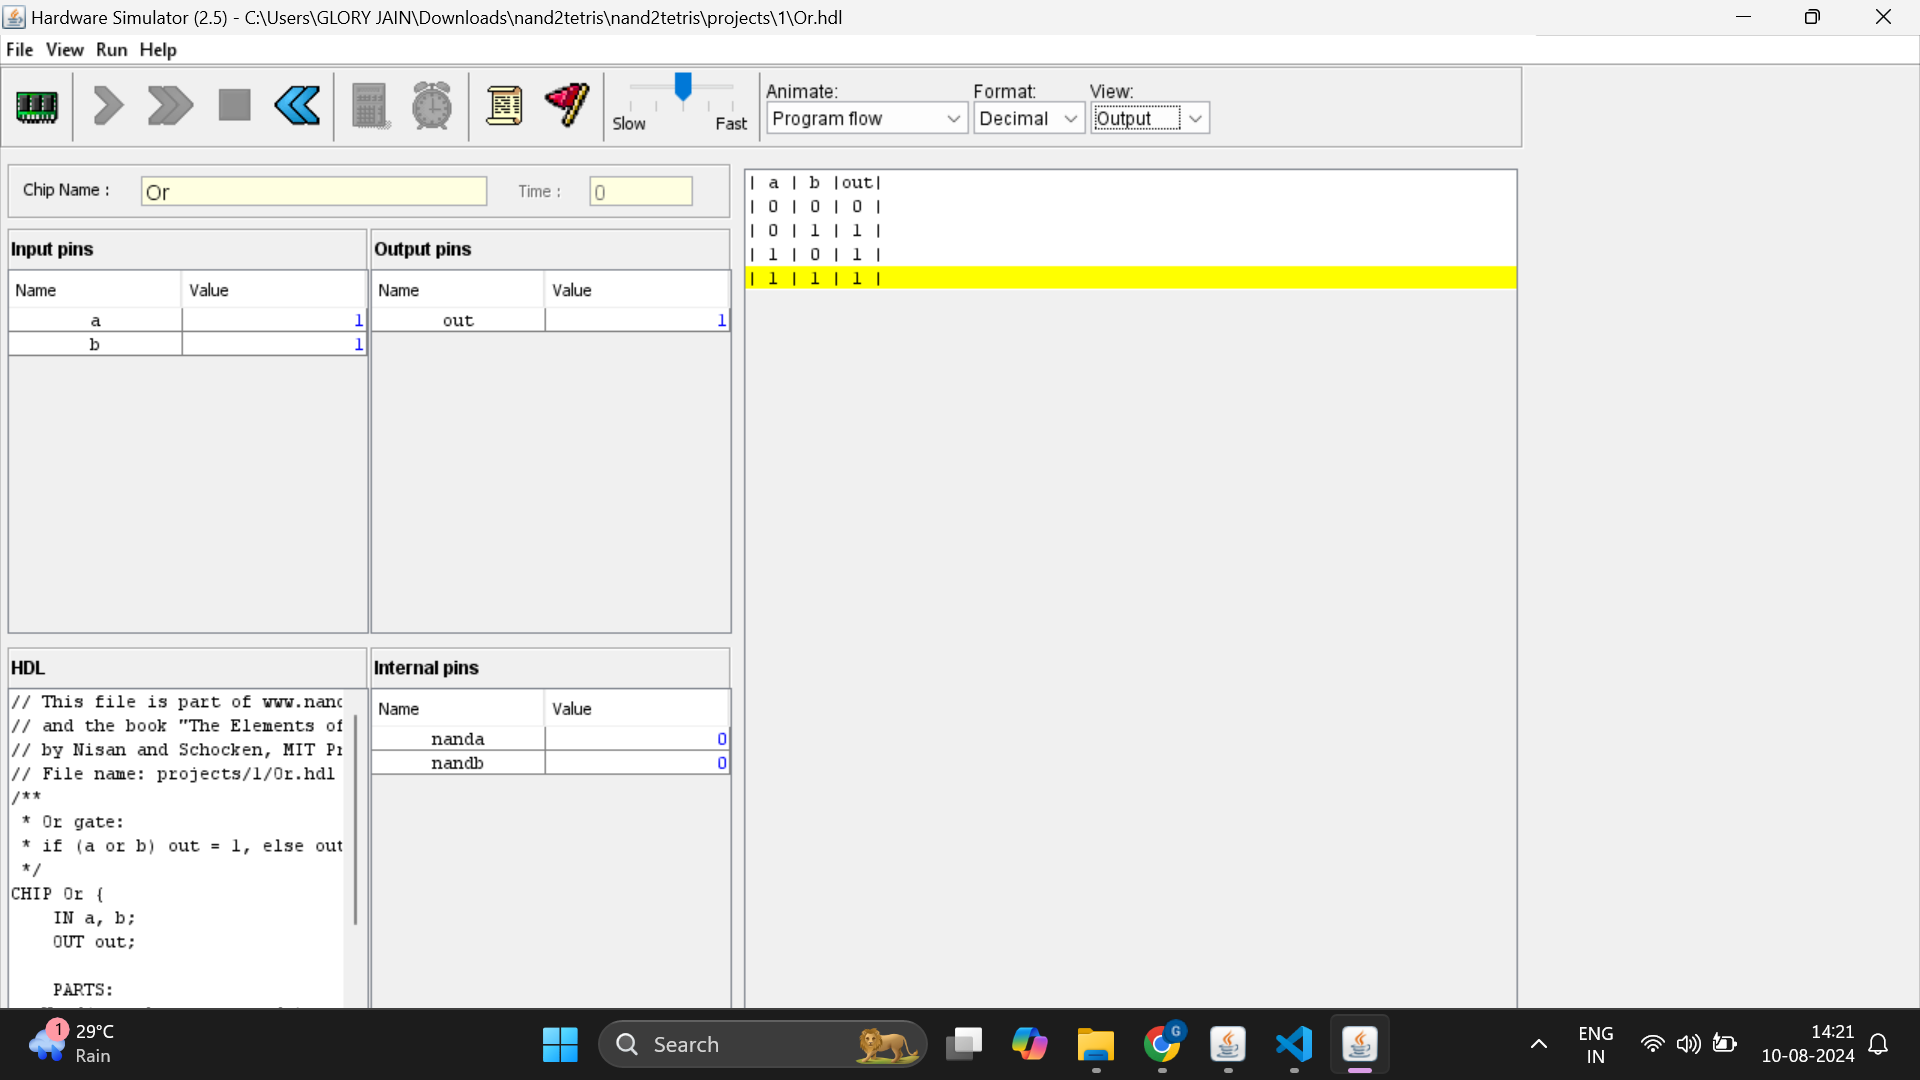 Hardware Simulator (2.5) - C:\Users\GLORY JAIN\Downloads\nand2tetris\nand2tetris\projects\1\Or.hdl
File View Run Help
Slow Fast
Animate: Format: View:
Program flow Decimal Output
Chip Name : Or Time : 0
| a | b |out|
| 0 | 0 | 0 |
| 0 | 1 | 1 |
| 1 | 0 | 1 |
| 1 | 1 | 1 |
Input pins
Name Value
a 1
b 1
Output pins
Name Value
out 1
HDL
// This file is part of www.nand
// and the book "The Elements of
// by Nisan and Schocken, MIT Pr
// File name: projects/1/Or.hdl
/**
* Or gate:
* if (a or b) out = 1, else out
*/
CHIP Or {
IN a, b;
OUT out;
PARTS:
Internal pins
Name Value
nanda 0
nandb 0
1
29°C
Rain
Search
G
ENG
IN
14:21
10-08-2024